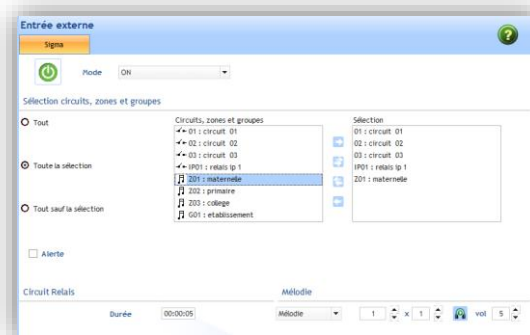 Entrée externe
Sigma
Mode ON
Sélection circuits, zones et groupes
Tout
Toute la sélection
Tout sauf la sélection
Circuits, zones et groupes
01 : circuit 01
02 : circuit 02
03 : circuit 03
IP01 : relais ip 1
Z01 : maternelle
Z02 : primaire
Z03 : college
G01 : etablissement
Sélection
01 : circuit 01
02 : circuit 02
03 : circuit 03
IP01 : relais ip 1
Z01 : maternelle
Alerte
Circuit Relais
Durée 00:00:05
Mélodie
Mélodie 1 x 1 vol 5